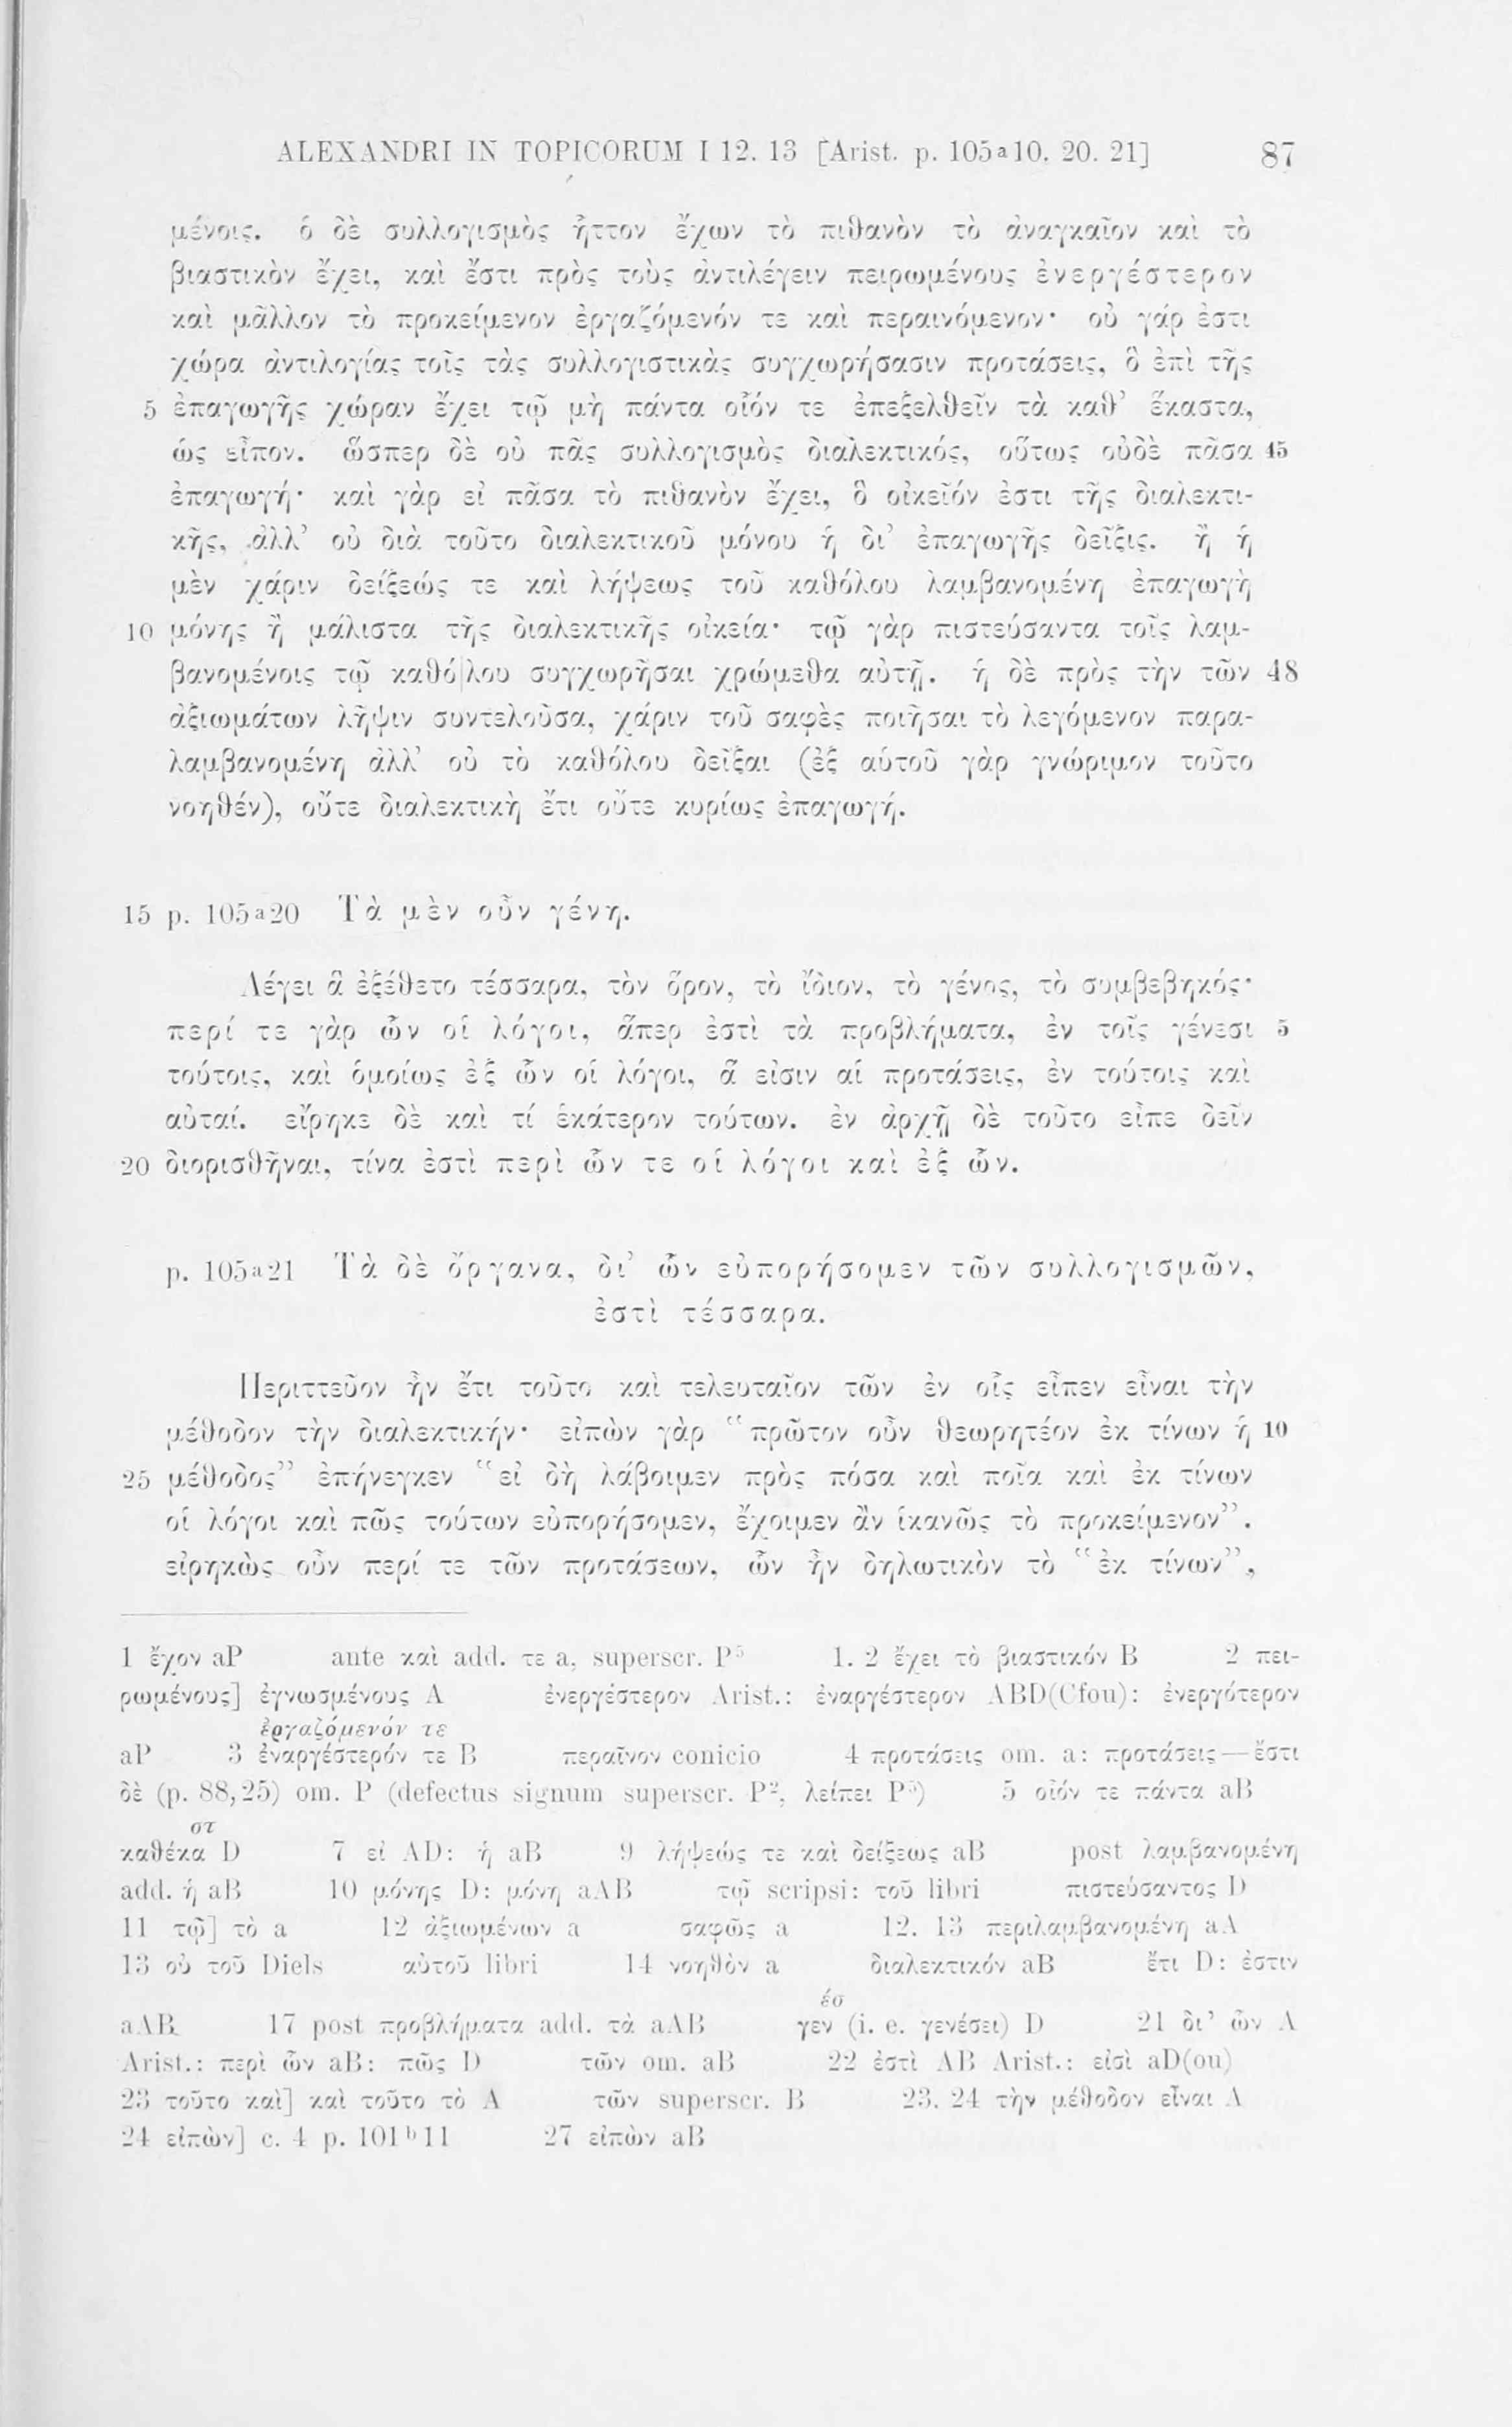 ALEXANDRI IN TOPICORUM I 12. 13 [Arist. p. 105a10. 20. 21] 87
μένοις. ὁ δὲ συλλογισμὸς ἧττον ἔχων τὸ πιθανὸν τὸ ἀναγκαῖον καὶ τὸ
βιαστικὸν ἔχει, καὶ ἔστι πρὸς τοὺς ἀντιλέγειν πειρωμένους ἐνεργέστερον
καὶ μᾶλλον τὸ προκείμενον ἐργαζόμενόν τε καὶ περαινόμενον· οὐ γάρ ἐστι
χώρα ἀντιλογίας τοῖς τὰς συλλογιστικὰς συγχωρήσασιν προτάσεις, ὃ ἐπὶ τῆς
5 ἐπαγωγῆς χώραν ἔχει τῷ μὴ πάντα οἷόν τε ἐπεξελθεῖν τὰ καθ’ ἕκαστα,
ὡς εἶπον. ὥσπερ δὲ οὐ πᾶς συλλογισμὸς διαλεκτικός, οὕτως οὐδὲ πᾶσα 45
ἐπαγωγή· καὶ γὰρ εἰ πᾶσα τὸ πιθανὸν ἔχει, ὃ οἰκεῖόν ἐστι τῆς διαλεκτι-
κῆς, ἀλλ’ οὐ διὰ τοῦτο διαλεκτικοῦ μόνου ἡ δι’ ἐπαγωγῆς δεῖξις. ἢ ἡ
μὲν χάριν δείξεώς τε καὶ λήψεως τοῦ καθόλου λαμβανομένη ἐπαγωγὴ
10 μόνης ἢ μάλιστα τῆς διαλεκτικῆς οἰκεία· τῷ γὰρ πιστεύσαντα τοῖς λαμ-
βανομένοις τῷ καθό|λου συγχωρῆσαι χρώμεθα αὐτῇ. ἡ δὲ πρὸς τὴν τῶν 48
ἀξιωμάτων λῆψιν συντελοῦσα, χάριν τοῦ σαφὲς ποιῆσαι τὸ λεγόμενον παρα-
λαμβανομένη ἀλλ’ οὐ τὸ καθόλου δεῖξαι (ἐξ αὑτοῦ γὰρ γνώριμον τοῦτο
νοηθέν), οὔτε διαλεκτικὴ ἔτι οὔτε κυρίως ἐπαγωγή.
15 p. 105a20 Τὰ μὲν οὖν γένη.
Λέγει ἃ ἐξέθετο τέσσαρα, τὸν ὅρον, τὸ ἴδιον, τὸ γένος, τὸ συμβεβηκός·
περί τε γὰρ ὧν οἱ λόγοι, ἅπερ ἐστὶ τὰ προβλήματα, ἐν τοῖς γένεσι 5
τούτοις, καὶ ὁμοίως ἐξ ὧν οἱ λόγοι, ἅ εἰσιν αἱ προτάσεις, ἐν τούτοις καὶ
αὐταί. εἴρηκε δὲ καὶ τί ἑκάτερον τούτων. ἐν ἀρχῇ δὲ τοῦτο εἶπε δεῖν
20 διορισθῆναι, τίνα ἐστὶ περὶ ὧν τε οἱ λόγοι καὶ ἐξ ὧν.
p. 105a21 Τὰ δὲ ὄργανα, δι’ ὧν εὐπορήσομεν τῶν συλλογισμῶν,
ἐστὶ τέσσαρα.
Περιττεῦον ἦν ἔτι τοῦτο καὶ τελευταῖον τῶν ἐν οἷς εἶπεν εἶναι τὴν
μέθοδον τὴν διαλεκτικήν· εἰπὼν γὰρ “πρῶτον οὖν θεωρητέον ἐκ τίνων ἡ 10
25 μέθοδος” ἐπήνεγκεν “εἰ δὴ λάβοιμεν πρὸς πόσα καὶ ποῖα καὶ ἐκ τίνων
οἱ λόγοι καὶ πῶς τούτων εὐπορήσομεν, ἔχοιμεν ἂν ἱκανῶς τὸ προκείμενον”.
εἰρηκὼς οὖν περί τε τῶν προτάσεων, ὧν ἦν δηλωτικὸν τὸ “ἐκ τίνων”,
1 ἔχον aP ante καὶ add. τε a, superscr. P5 1. 2 ἔχει τὸ βιαστικόν B 2 πει-
ρωμένους] ἐγνωσμένους A ἐνεργέστερον Arist.: ἐναργέστερον ABD(Cfou): ἐνεργότερον
ἐργαζόμενόν τε
aP 3 ἐναργέστερόν τε B περαῖνον conicio 4 προτάσεις om. a: προτάσεις — ἔστι
δὲ (p. 88,25) om. P (defectus signum superscr. P2, λείπει P5) 5 οἷόν τε πάντα aB
στ
καθέκα D 7 εἰ AD: ἡ aB 9 λήψεώς τε καὶ δείξεως aB post λαμβανομένη
add. ἡ aB 10 μόνης D: μόνη aAB τῷ scripsi: τοῦ libri πιστεύσαντος D
11 τῷ] τὸ a 12 ἀξιωμένων a σαφῶς a 12. 13 περιλαμβανομένη aA
13 οὐ τοῦ Diels αὐτοῦ libri 14 νοηθὸν a διαλεκτικόν aB ἔτι D: ἐστιν
εσ
aAB 17 post προβλήματα add. τὰ aAB γεν (i. e. γενέσει) D 21 δι’ ὧν A
Arist.: περὶ ὧν aB: πῶς D τῶν om. aB 22 ἐστὶ AB Arist.: εἰσὶ aD(ou)
23 τοῦτο καὶ] καὶ τοῦτο τὸ A τῶν superscr. B 23. 24 τὴν μέθοδον εἶναι A
24 εἰπὼν] c. 4 p. 101b11 27 εἰπὼν aB